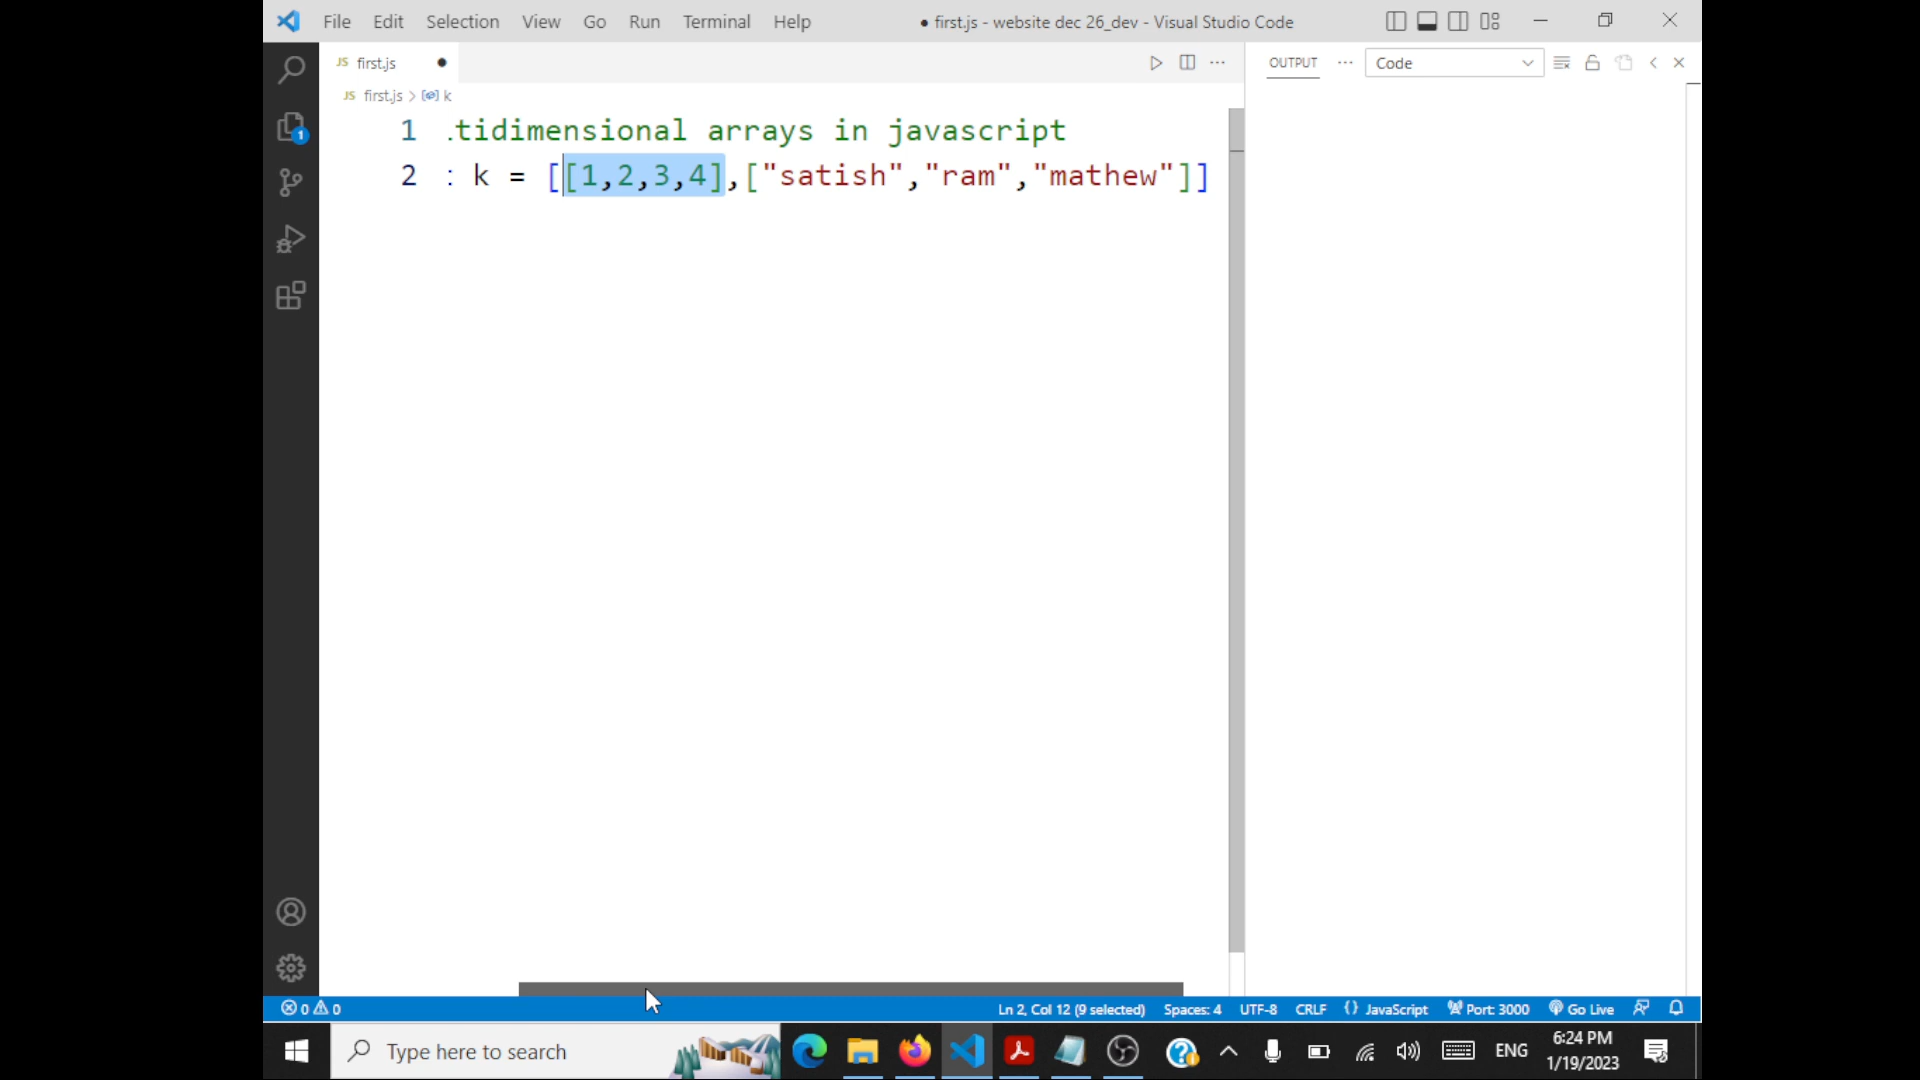 File Edit Selection View Go Run Terminal Help ● first.js - website dec 26_dev - Visual Studio Code
JS first.js ● OUTPUT ··· Code
JS first.js > k
1 .tidimensional arrays in javascript
2 : k = [[1,2,3,4],["satish","ram","mathew"]]
1
0 0 Ln 2, Col 12 (9 selected) Spaces: 4 UTF-8 CRLF {} JavaScript Port: 3000 Go Live
Type here to search ENG 6:24 PM
1/19/2023